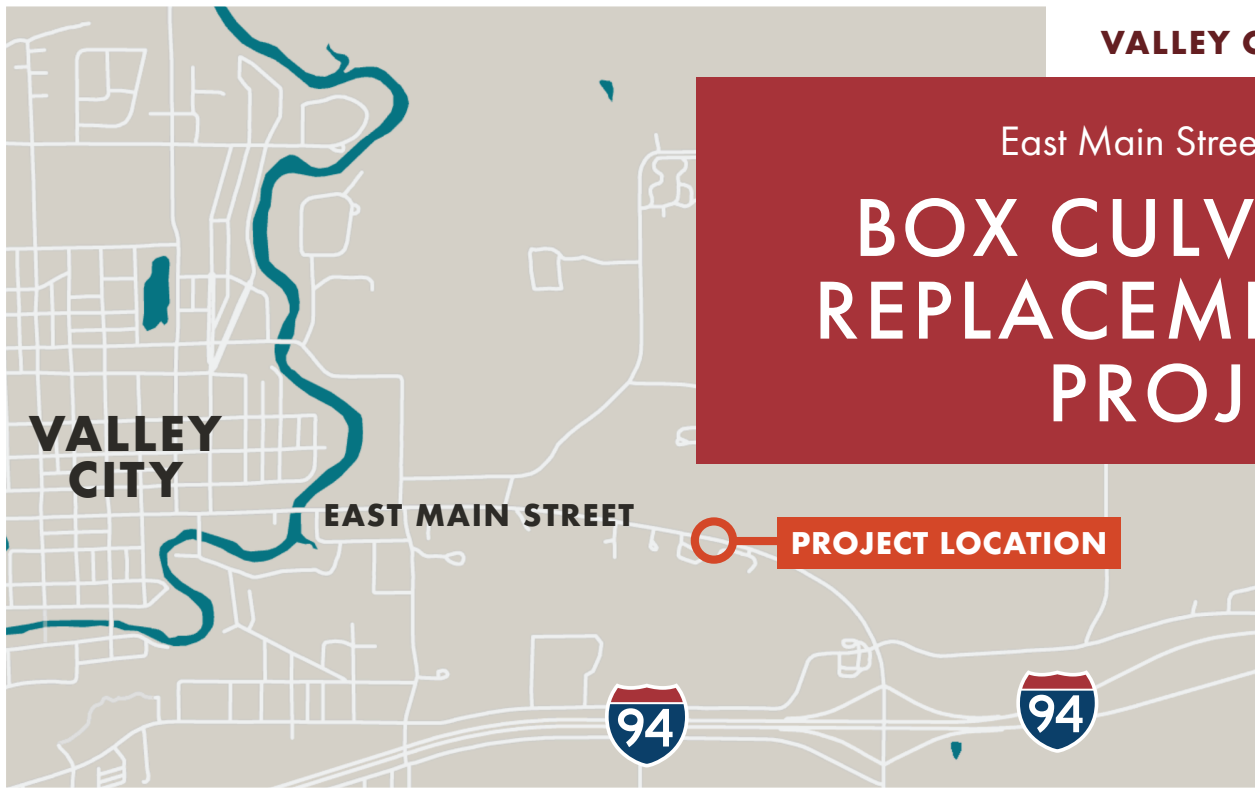 VALLEY C
East Main Stree
BOX CULV
REPLACEM
PROJ
VALLEY
CITY
EAST MAIN STREET
PROJECT LOCATION
94
94